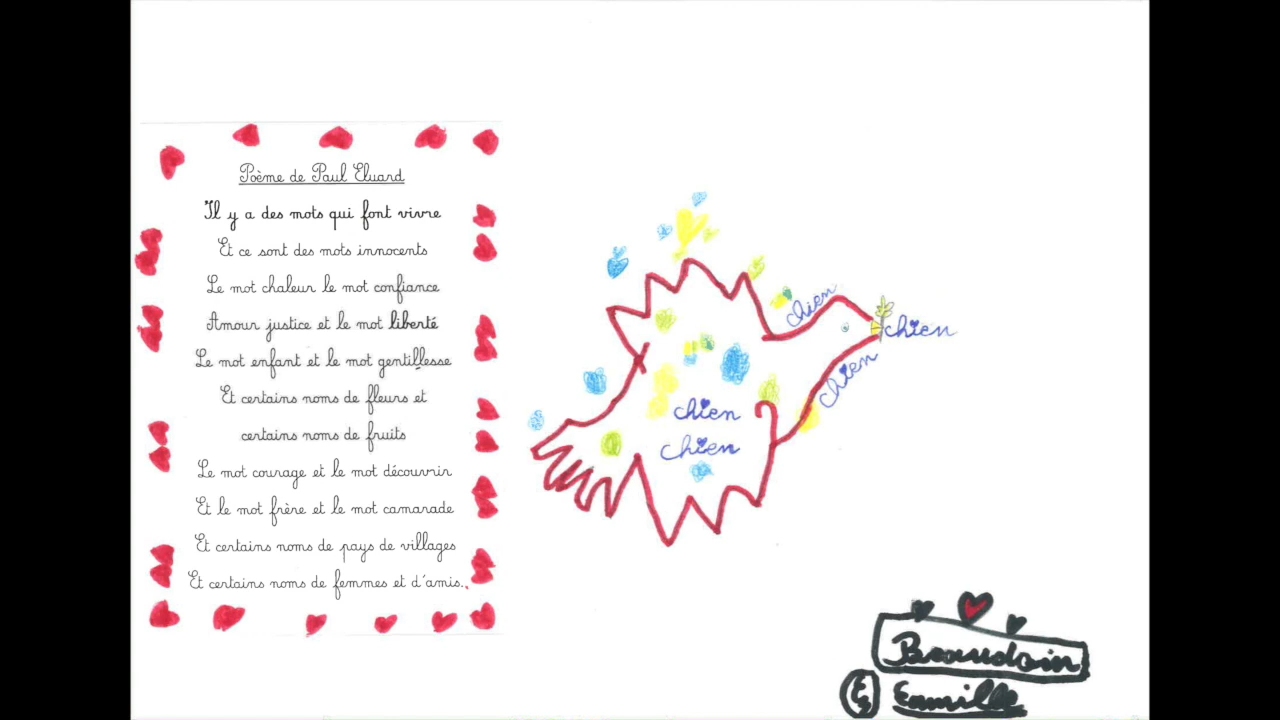 Poème de Paul Eluard
Il y a des mots qui font vivre
Et ce sont des mots innocents
Le mot chaleur le mot confiance
Amour justice et le mot liberté
Le mot enfant et le mot gentillesse
Et certains noms de fleurs et
certains noms de fruits
Le mot courage et le mot découvrir
Et le mot frère et le mot camarade
Et certains noms de pays de villages
Et certains noms de femmes et d'amis.
chien
chien
chien
chien
chien
Beaudoin